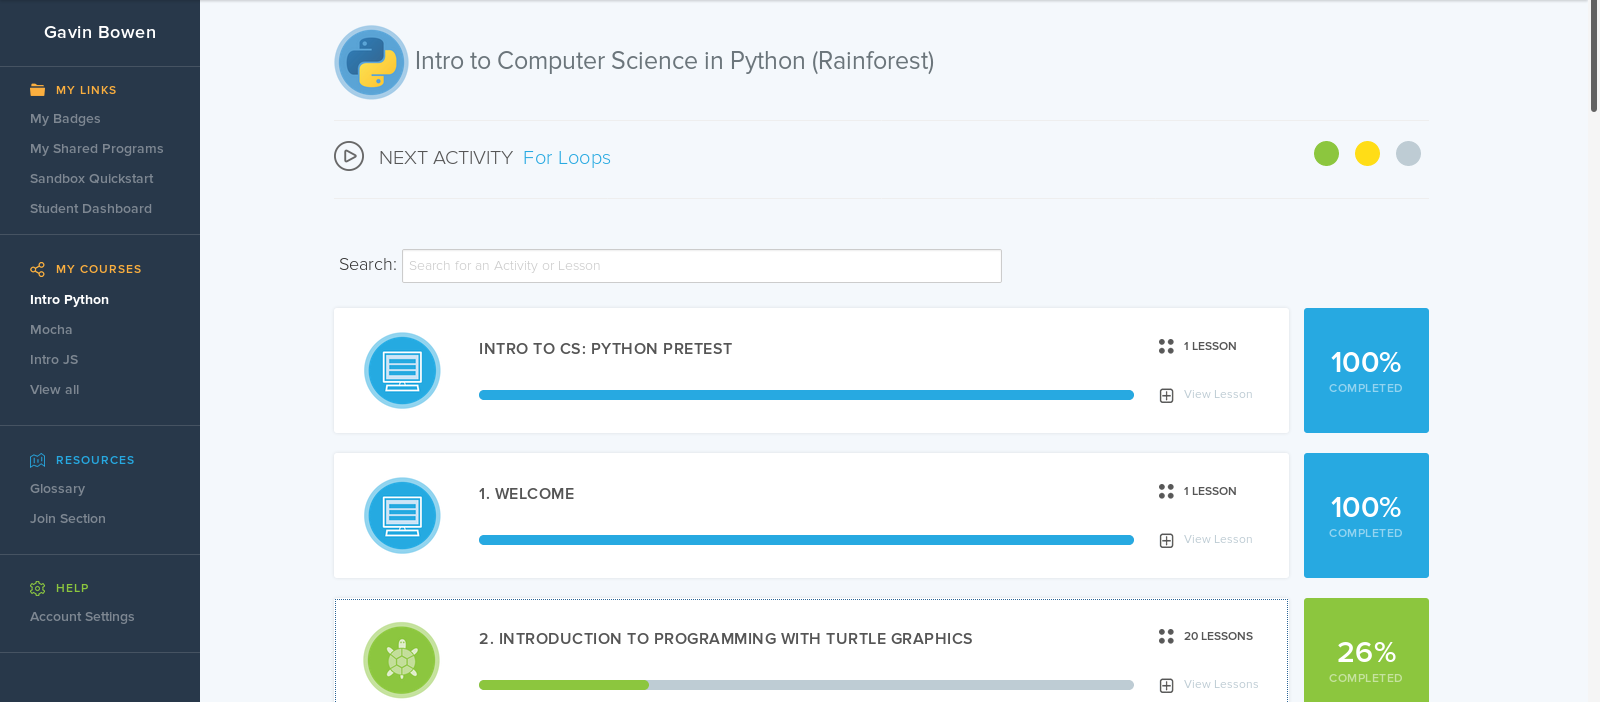 Gavin Bowen
MY LINKS
My Badges
My Shared Programs
Sandbox Quickstart
Student Dashboard
MY COURSES
Intro Python
Mocha
Intro JS
View all
RESOURCES
Glossary
Join Section
HELP
Account Settings
Intro to Computer Science in Python (Rainforest)
NEXT ACTIVITY For Loops
Search: Search for an Activity or Lesson
INTRO TO CS: PYTHON PRETEST
1 LESSON
View Lesson
100%
COMPLETED
1. WELCOME
1 LESSON
View Lesson
100%
COMPLETED
2. INTRODUCTION TO PROGRAMMING WITH TURTLE GRAPHICS
20 LESSONS
View Lessons
26%
COMPLETED